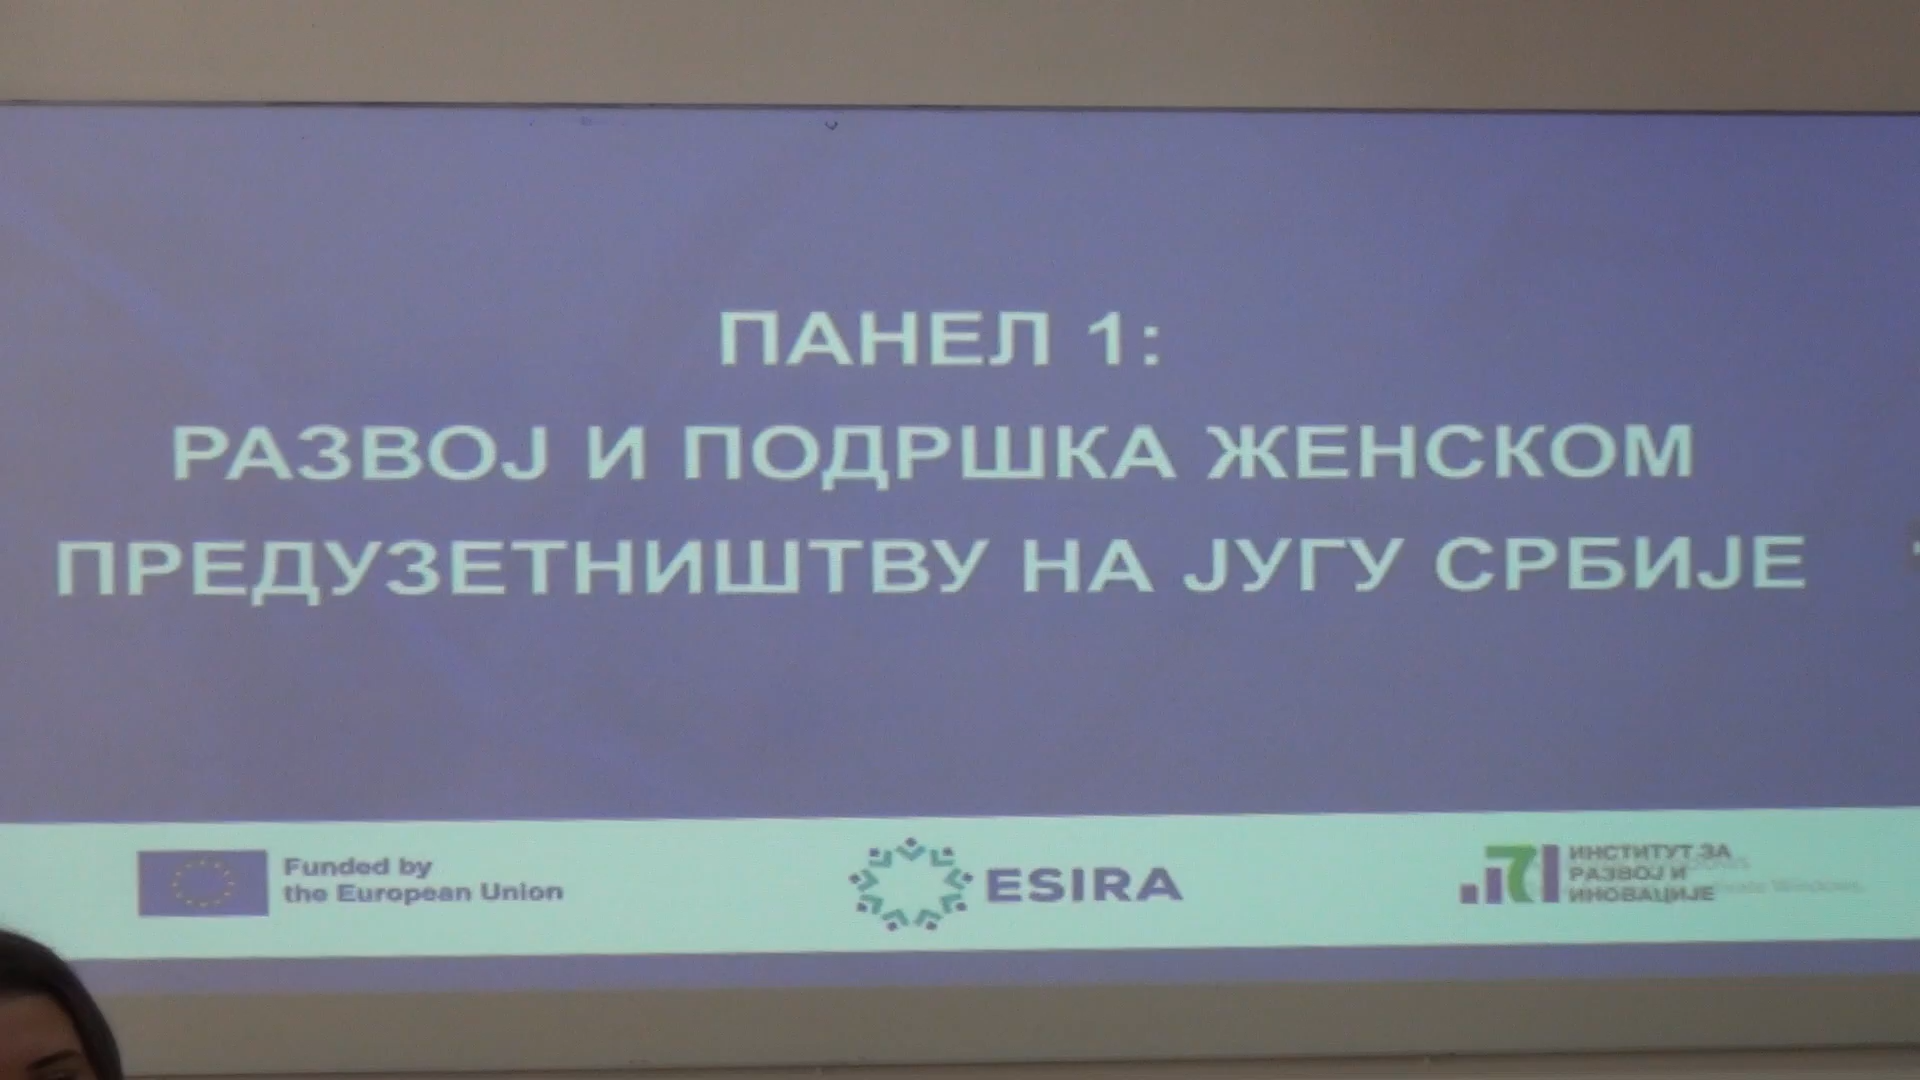 ПАНЕЛ 1:
РАЗВОЈ И ПОДРШКА ЖЕНСКОМ
ПРЕДУЗЕТНИШТВУ НА ЈУГУ СРБИЈЕ
Funded by
the European Union
ESIRA
ИНСТИТУТ ЗА
РАЗВОЈ И
ИНОВАЦИЈЕ